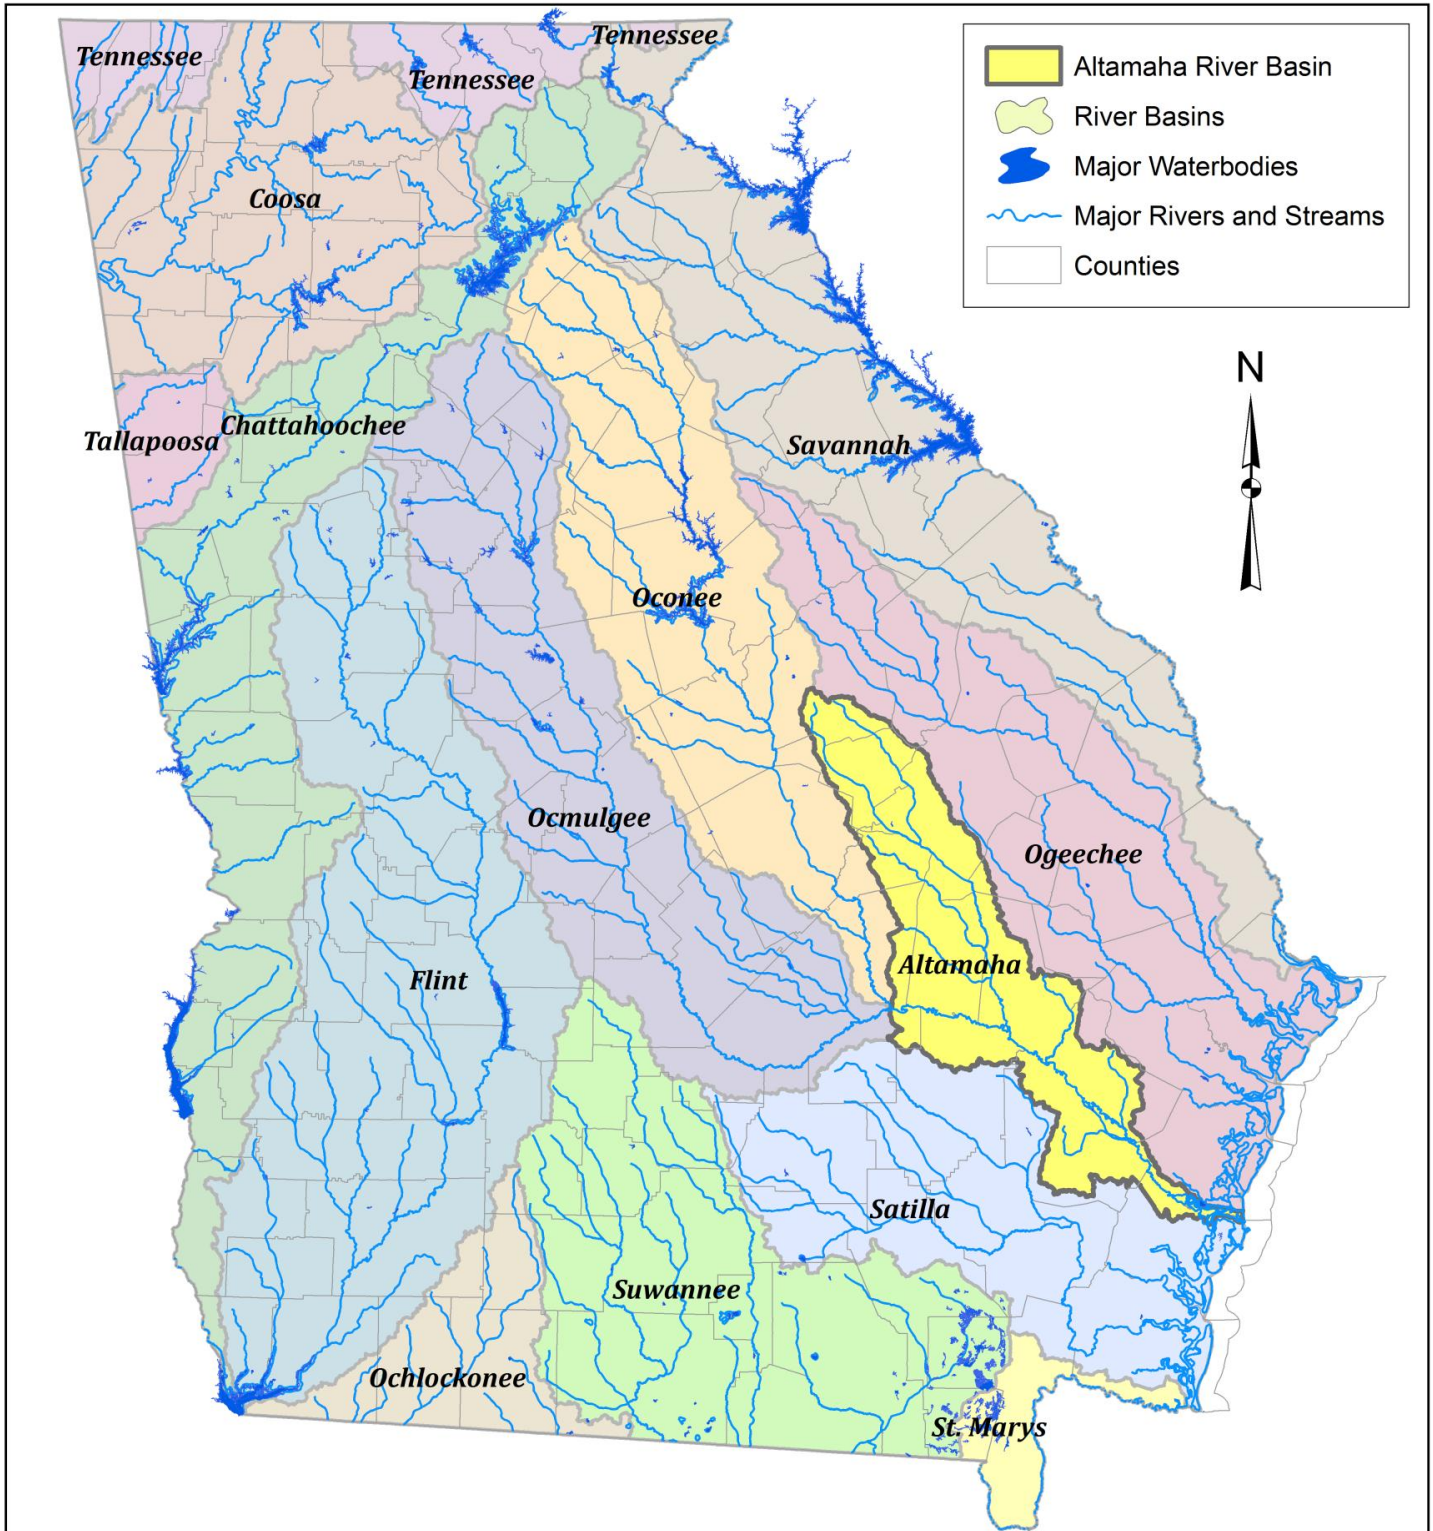 Tennessee
Tennessee
Tennessee
Altamaha River Basin
River Basins
Major Waterbodies
Major Rivers and Streams
Counties
N
Coosa
Tallapoosa
Chattahoochee
Savannah
Oconee
Ocmulgee
Ogeechee
Flint
Altamaha
Satilla
Suwannee
Ochlockonee
St. Marys